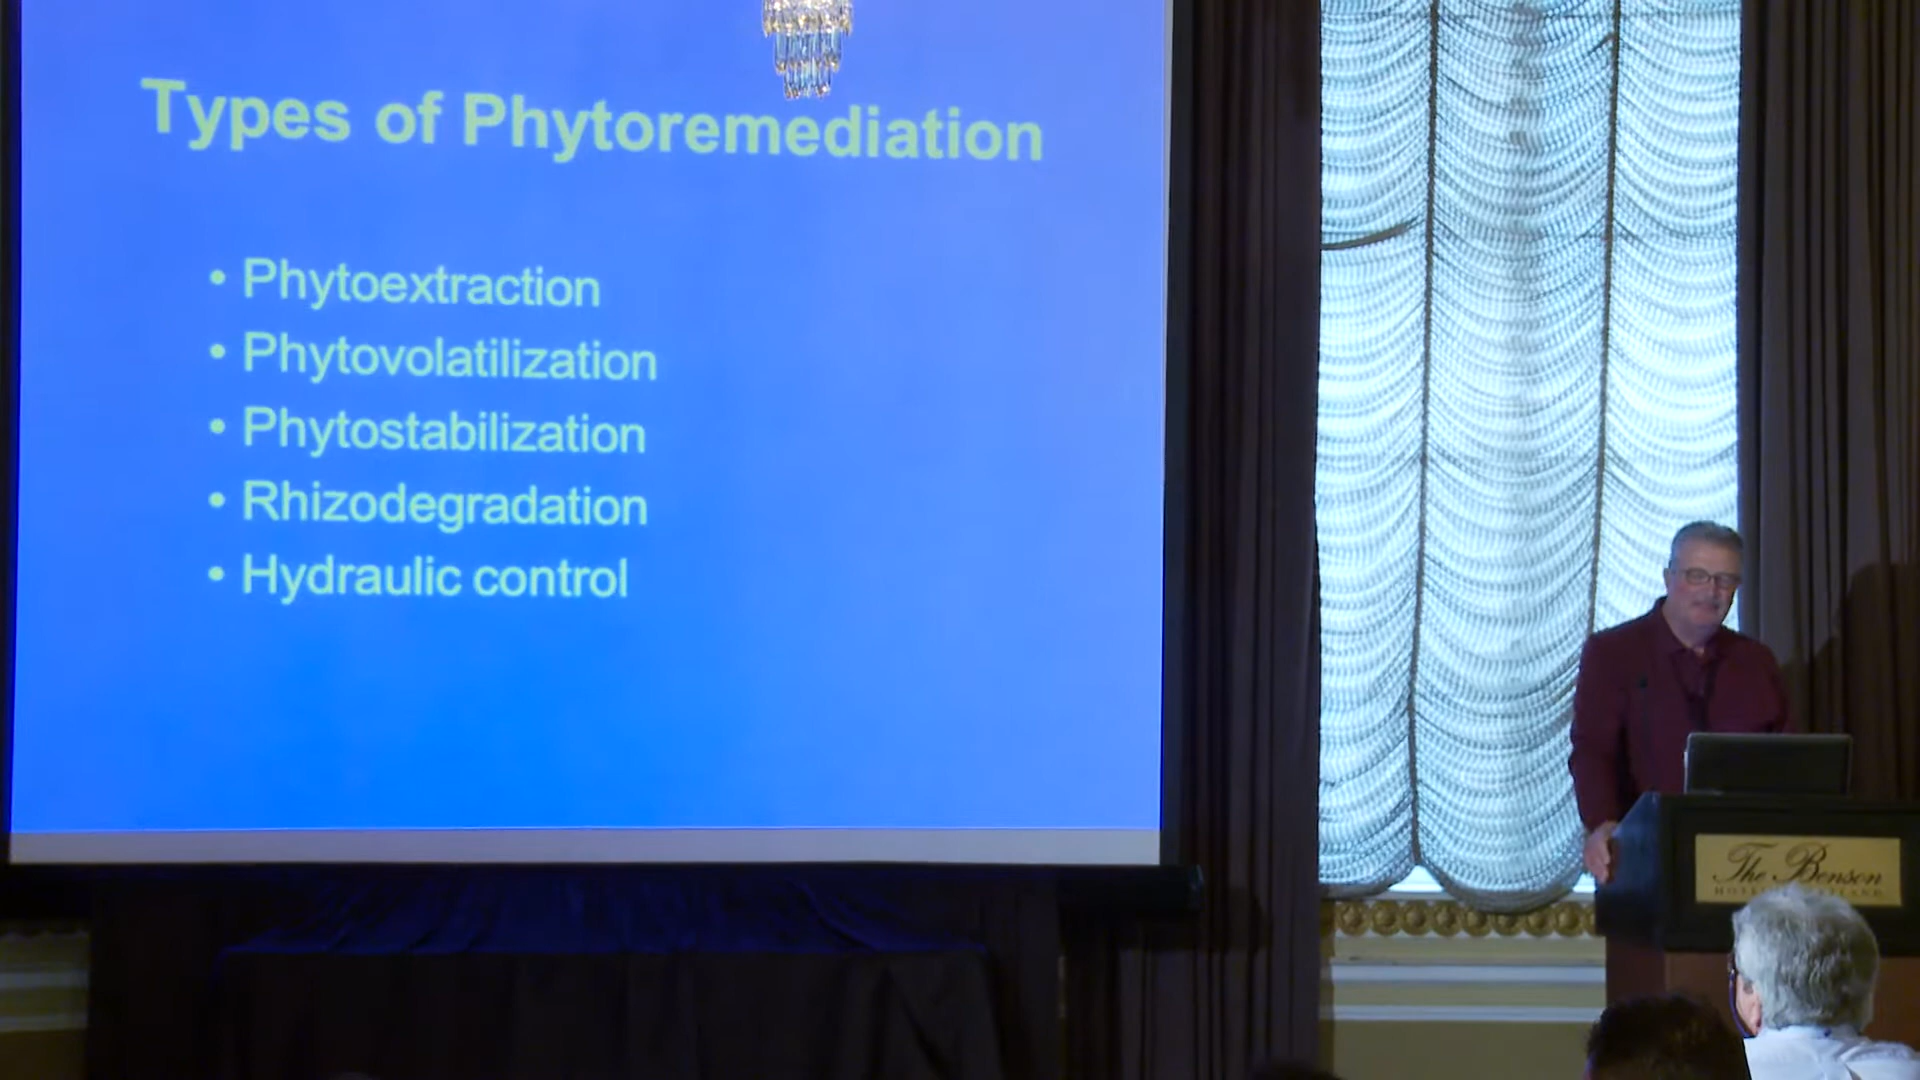 Types of Phytoremediation
• Phytoextraction
• Phytovolatilization
• Phytostabilization
• Rhizodegradation
• Hydraulic control
The Benson